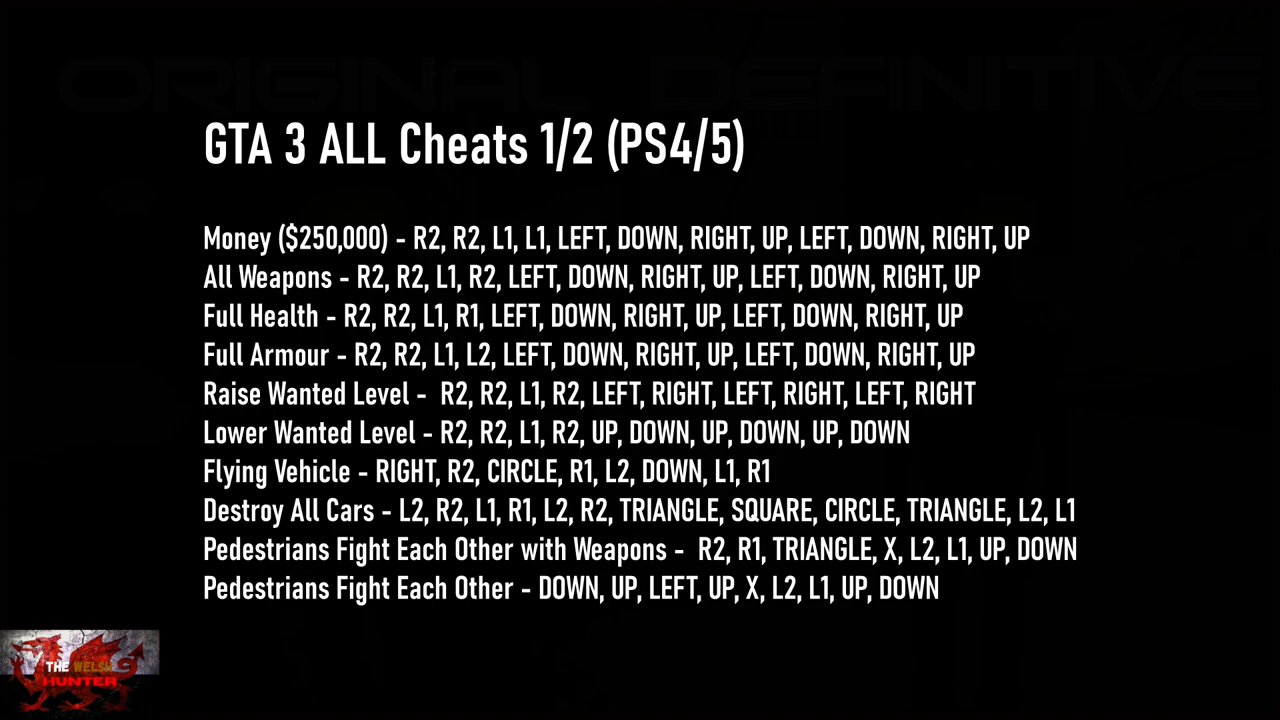 ORIGINAL DEFINITIVE
GTA 3 ALL Cheats 1/2 (PS4/5)
Money ($250,000) - R2, R2, L1, L1, LEFT, DOWN, RIGHT, UP, LEFT, DOWN, RIGHT, UP
All Weapons - R2, R2, L1, R2, LEFT, DOWN, RIGHT, UP, LEFT, DOWN, RIGHT, UP
Full Health - R2, R2, L1, R1, LEFT, DOWN, RIGHT, UP, LEFT, DOWN, RIGHT, UP
Full Armour - R2, R2, L1, L2, LEFT, DOWN, RIGHT, UP, LEFT, DOWN, RIGHT, UP
Raise Wanted Level - R2, R2, L1, R2, LEFT, RIGHT, LEFT, RIGHT, LEFT, RIGHT
Lower Wanted Level - R2, R2, L1, R2, UP, DOWN, UP, DOWN, UP, DOWN
Flying Vehicle - RIGHT, R2, CIRCLE, R1, L2, DOWN, L1, R1
Destroy All Cars - L2, R2, L1, R1, L2, R2, TRIANGLE, SQUARE, CIRCLE, TRIANGLE, L2, L1
Pedestrians Fight Each Other with Weapons - R2, R1, TRIANGLE, X, L2, L1, UP, DOWN
Pedestrians Fight Each Other - DOWN, UP, LEFT, UP, X, L2, L1, UP, DOWN
THE WELSH
HUNTER